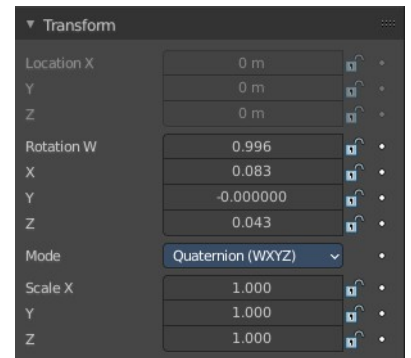 Transform
Location X 0 m
Y 0 m
Z 0 m
Rotation W 0.996
X 0.083
Y -0.000000
Z 0.043
Mode Quaternion (WXYZ)
Scale X 1.000
Y 1.000
Z 1.000